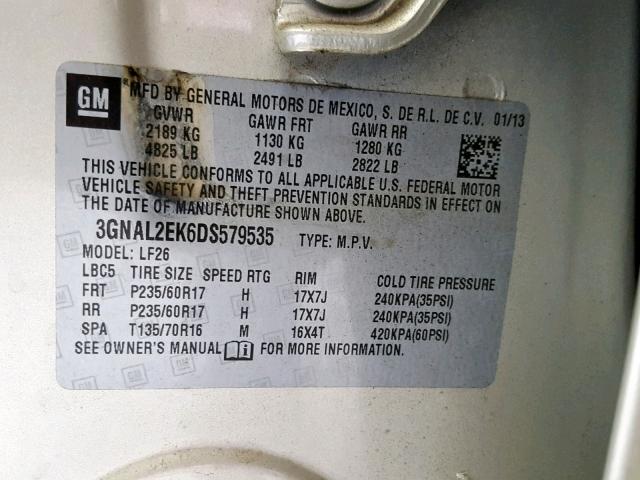 GM
*MFD BY GENERAL MOTORS DE MEXICO, S. DE R.L. DE C.V. 01/13
GVWR GAWR FRT GAWR RR
2189 KG 1130 KG 1280 KG
4825 LB 2491 LB 2822 LB
THIS VEHICLE CONFORMS TO ALL APPLICABLE U.S. FEDERAL MOTOR
VEHICLE SAFETY AND THEFT PREVENTION STANDARDS IN EFFECT ON
THE DATE OF MANUFACTURE SHOWN ABOVE.
3GNAL2EK6DS579535 TYPE: M.P.V.
MODEL: LF26
LBC5 TIRE SIZE SPEED RTG RIM COLD TIRE PRESSURE
FRT P235/60R17 H 17X7J 240KPA(35PSI)
RR P235/60R17 H 17X7J 240KPA(35PSI)
SPA T135/70R16 M 16X4T 420KPA(60PSI)
SEE OWNER'S MANUAL FOR MORE INFORMATION.